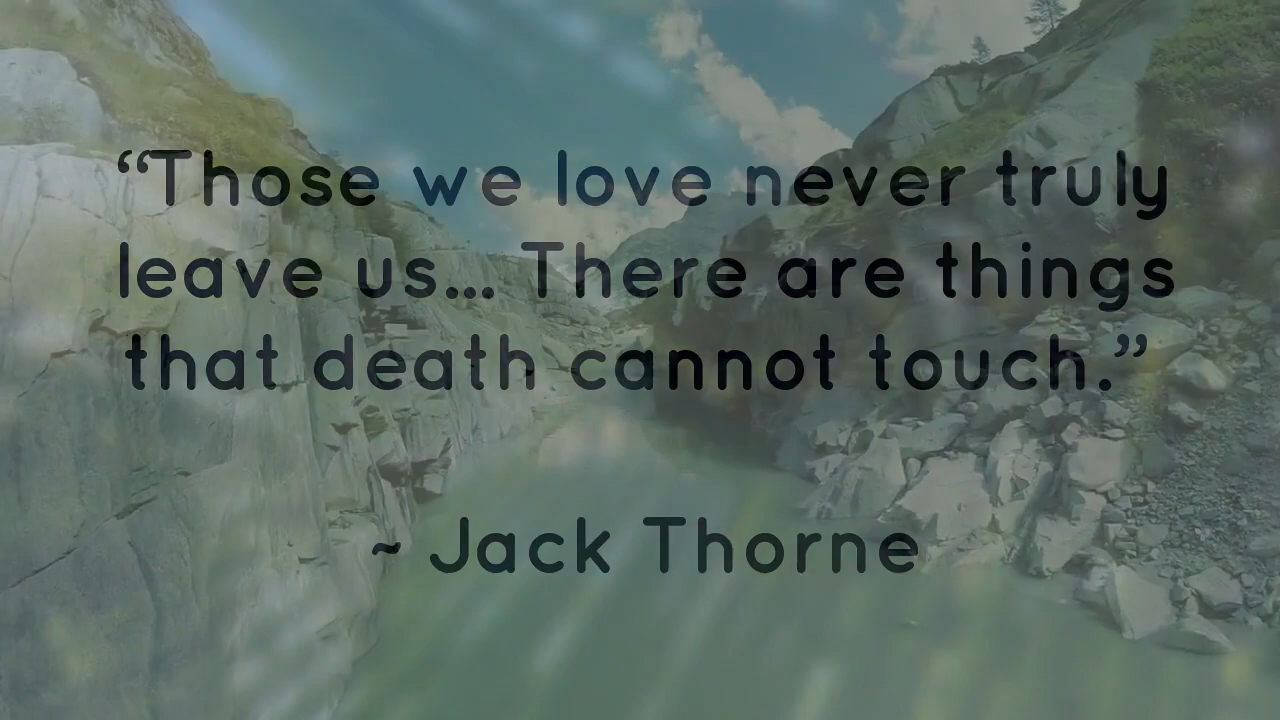 “Those we love never truly
leave us... There are things
that death cannot touch.”
~ Jack Thorne